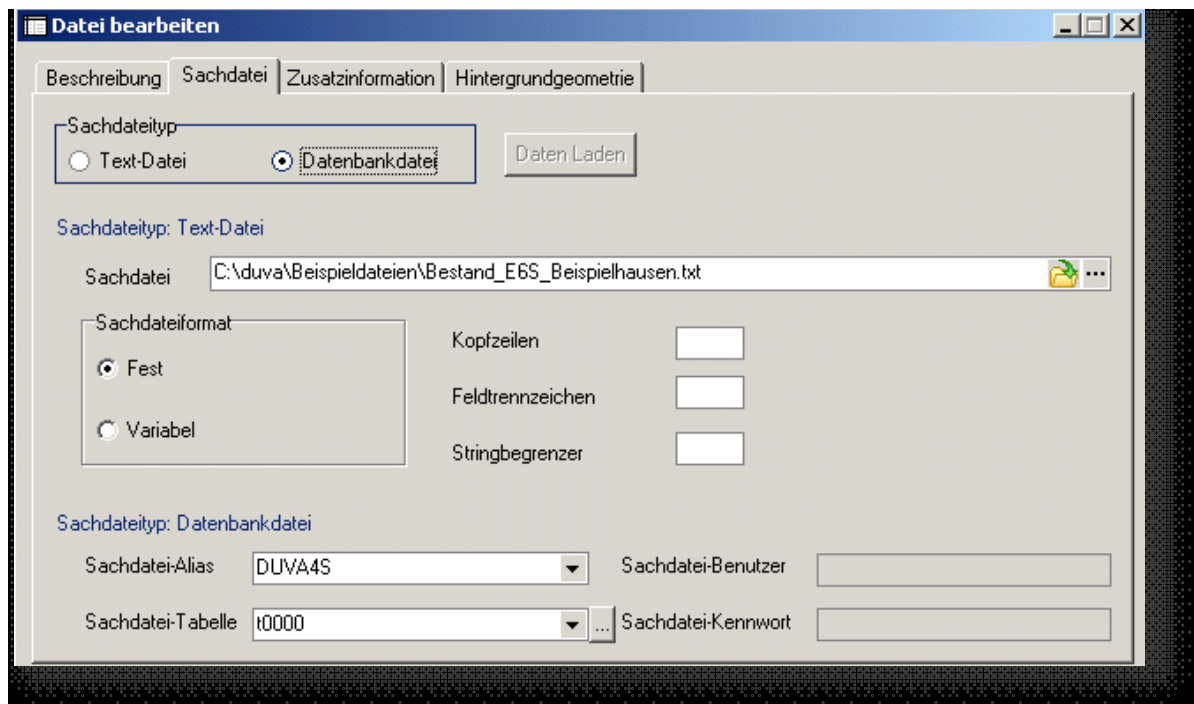 Datei bearbeiten
Beschreibung Sachdatei Zusatzinformation Hintergrundgeometrie
Sachdateityp
Text-Datei Datenbankdatei Daten Laden
Sachdateityp: Text-Datei
Sachdatei C:\duva\Beispieldateien\Bestand_E6S_Beispielhausen.txt ...
Sachdateiformat
Kopfzeilen
Fest
Feldtrennzeichen
Variabel
Stringbegrenzer
Sachdateityp: Datenbankdatei
Sachdatei-Alias DUVA4S Sachdatei-Benutzer
Sachdatei-Tabelle t0000 ... Sachdatei-Kennwort